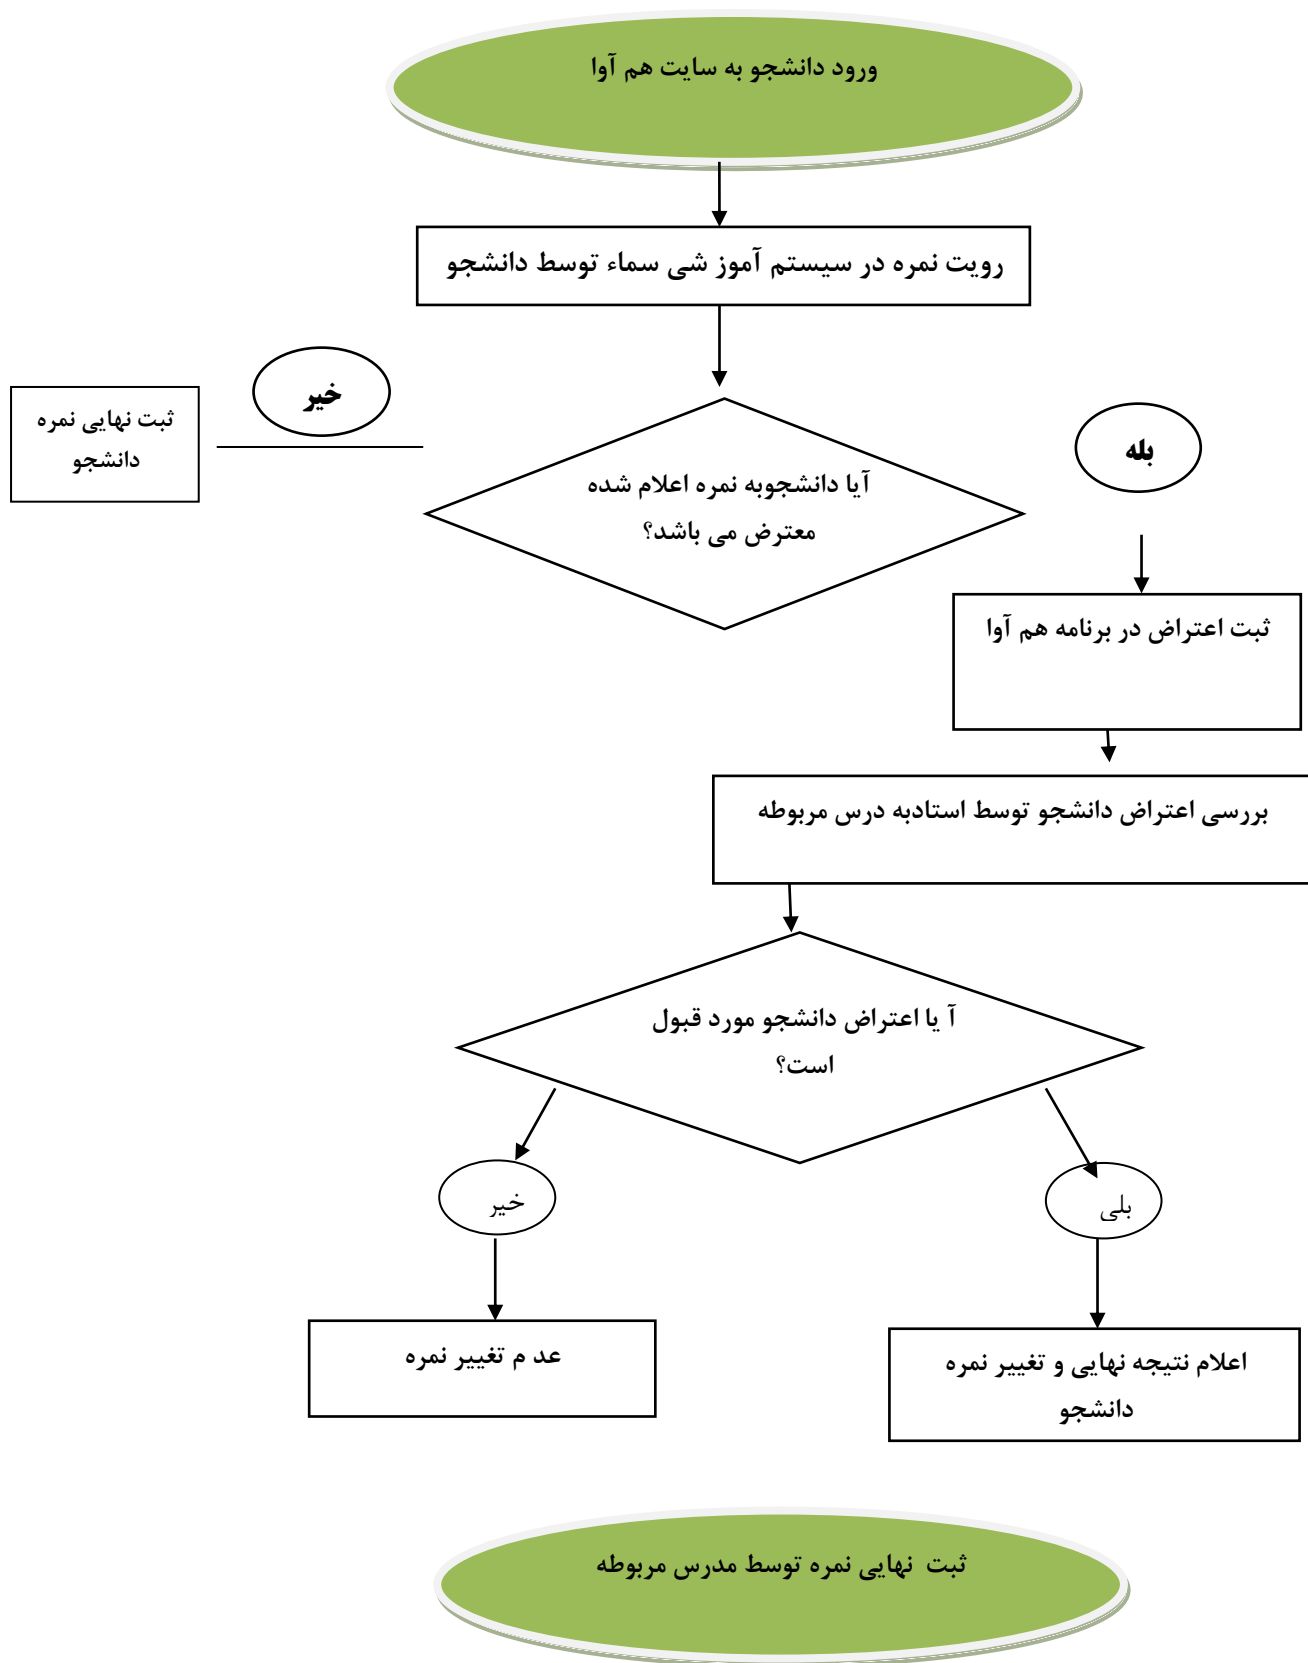 ورود دانشجو به سایت هم آوا
رویت نمره در سیستم آموز شی سماء توسط دانشجو
خیر
ثبت نهایی نمره
دانشجو
بله
آیا دانشجوبه نمره اعلام شده
معترض می باشد؟
ثبت اعتراض در برنامه هم آوا
بررسی اعتراض دانشجو توسط استادبه درس مربوطه
آ یا اعتراض دانشجو مورد قبول
است؟
خیر
بلی
عد م تغییر نمره
اعلام نتیجه نهایی و تغییر نمره
دانشجو
ثبت نهایی نمره توسط مدرس مربوطه